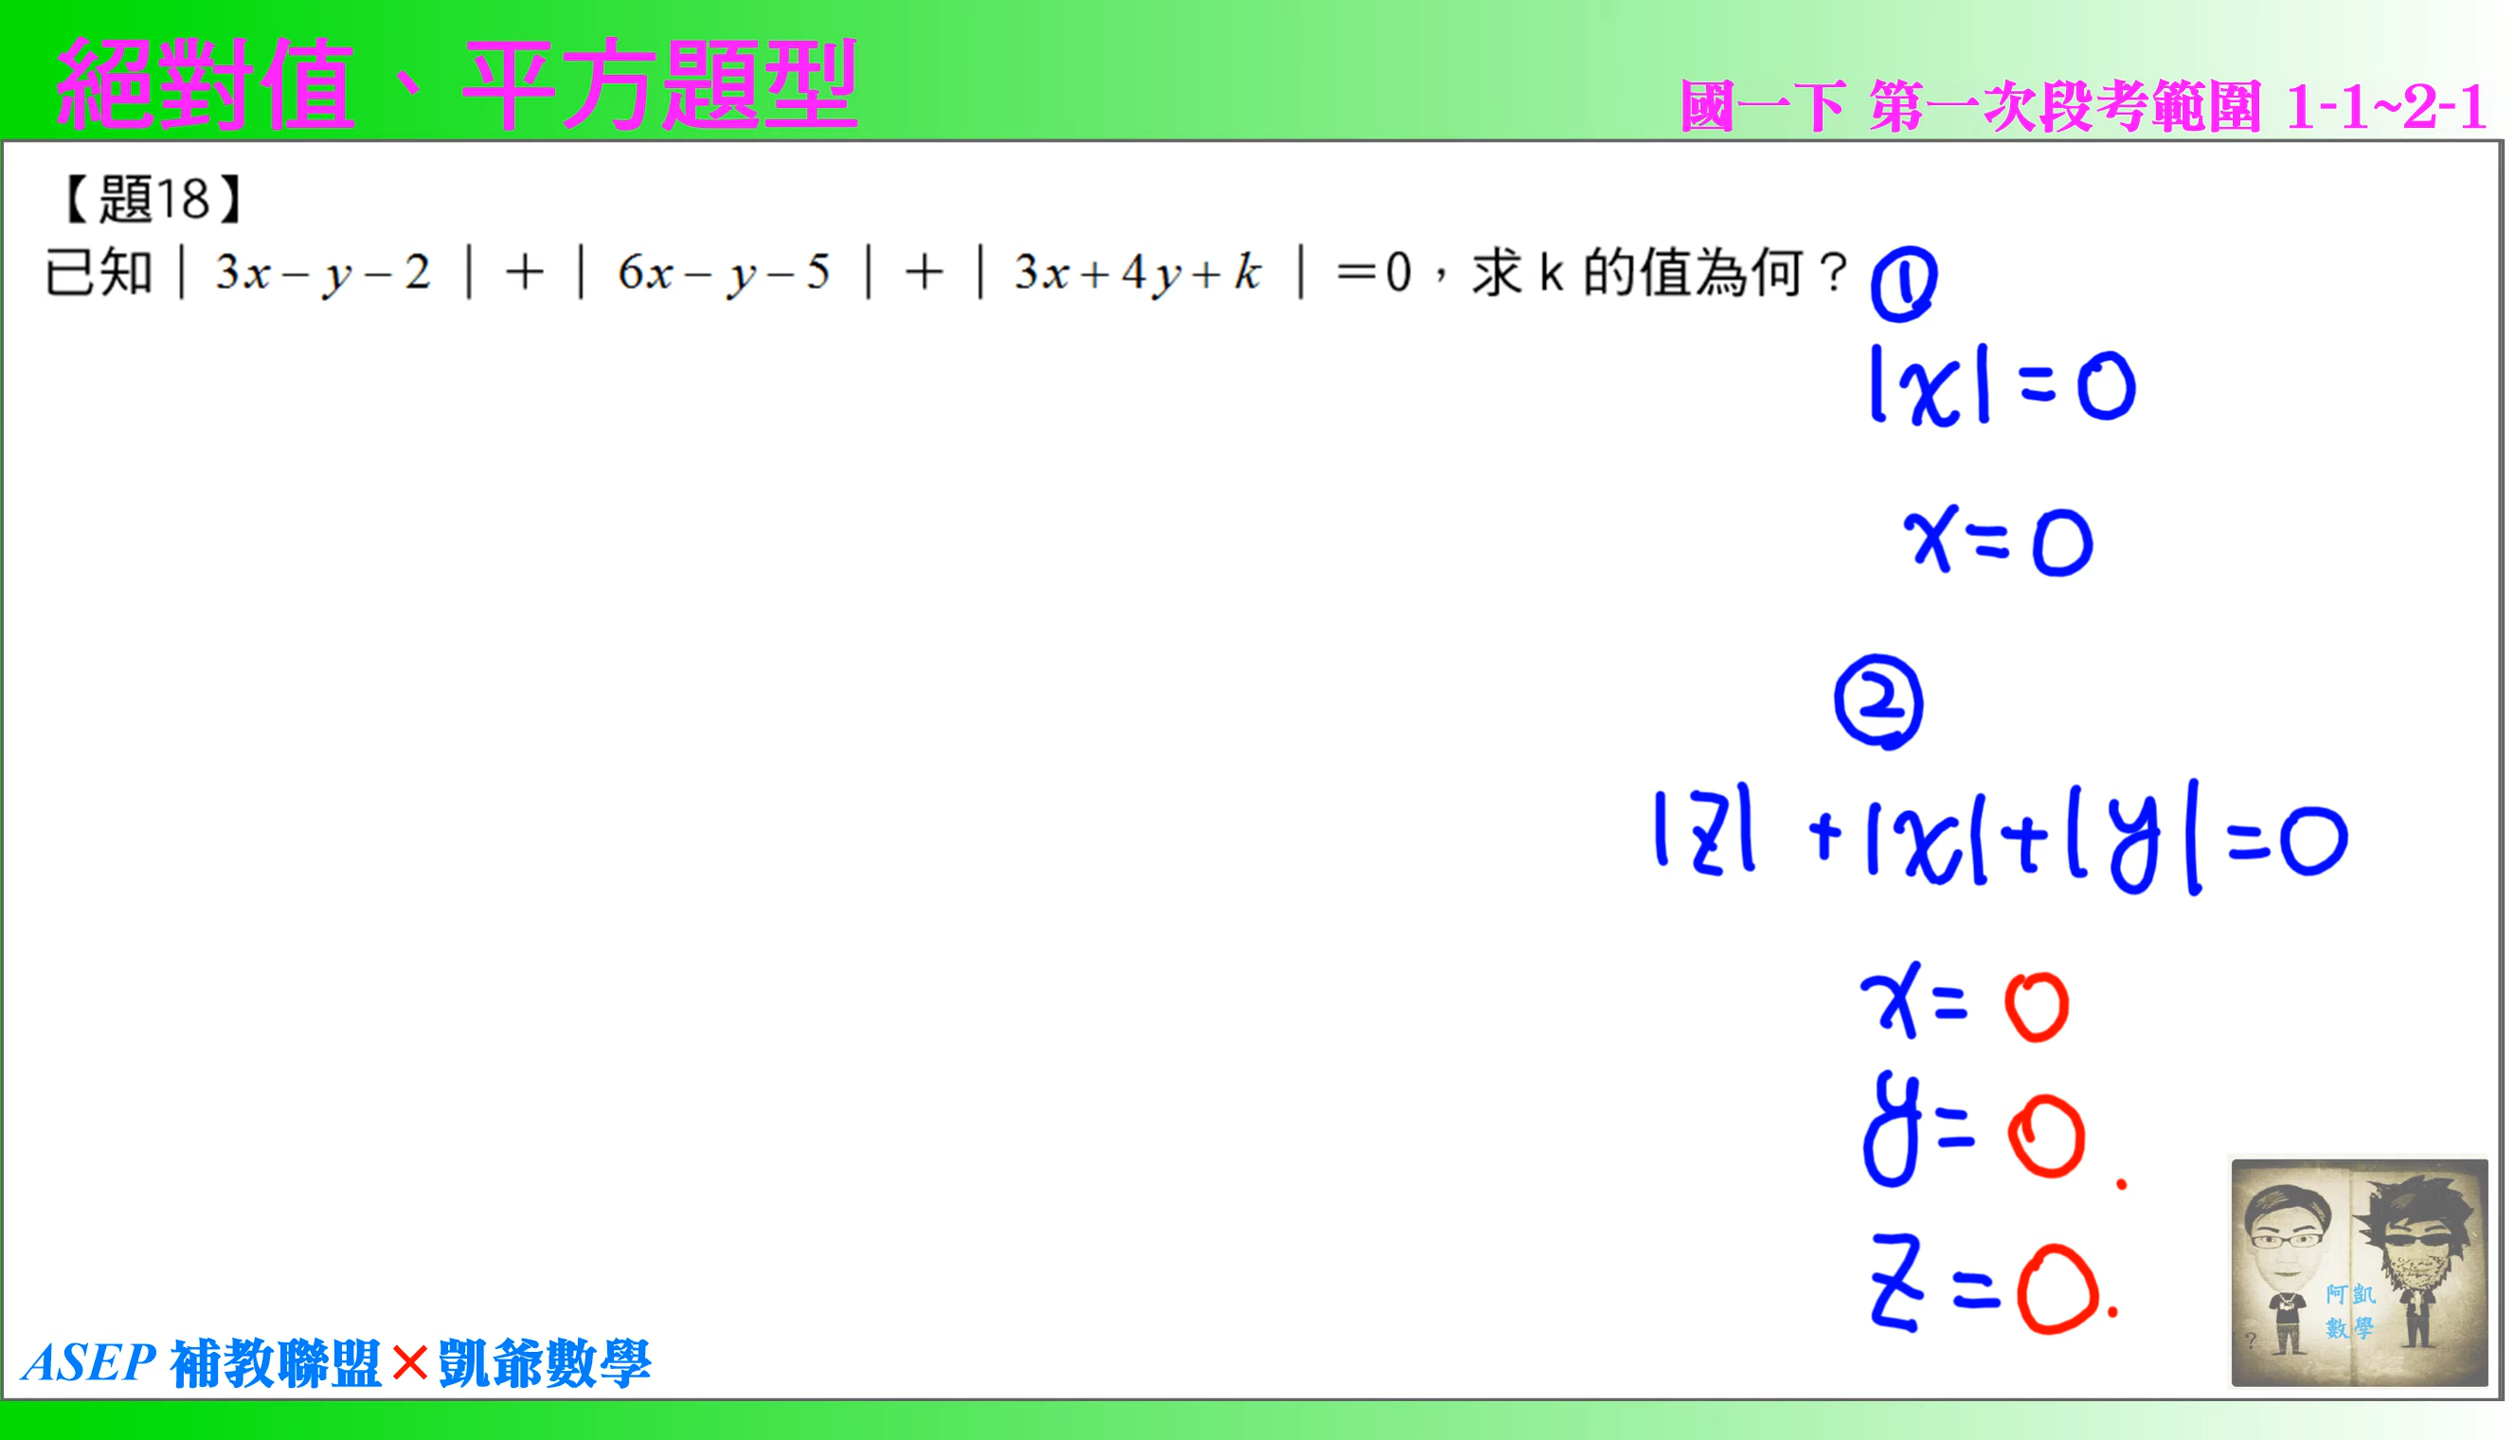 絕對值、平方題型
國一下 第一次段考範圍 1-1~2-1
【題18】
已知| 3x－y－2 |＋| 6x－y－5 |＋| 3x＋4y＋k |＝0，求 k 的值為何？
①
|x|=0
x=0
②
|z|+|x|+|y|=0
x=0
y=0.
z=0.
阿凱
數學
?
ASEP 補教聯盟×凱爺數學